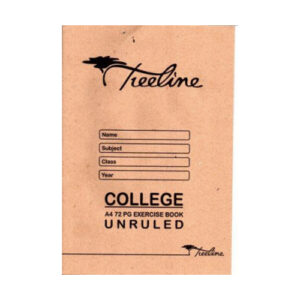 Treeline
Name
Subject
Class
Year
COLLEGE
A4 72 PG EXERCISE BOOK
UNRULED
Treeline